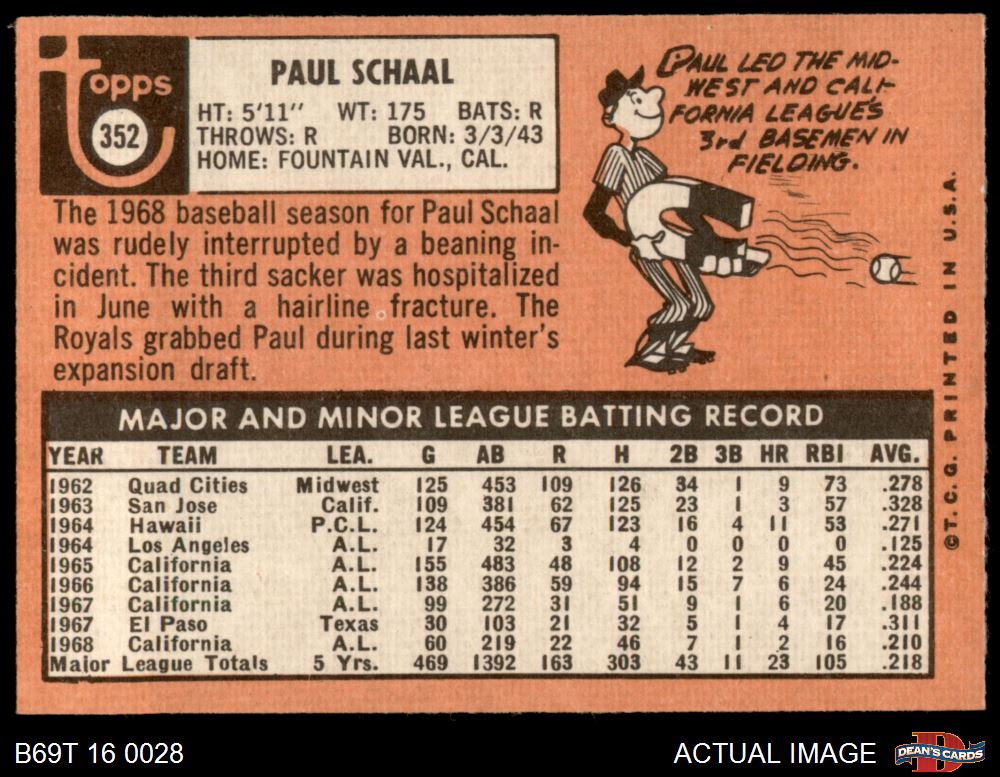 Topps
352
PAUL SCHAAL
HT: 5'11" WT: 175 BATS: R
THROWS: R BORN: 3/3/43
HOME: FOUNTAIN VAL., CAL.
PAUL LED THE MID-
WEST AND CALI-
FORNIA LEAGUE'S
3rd BASEMEN IN
FIELDING.
The 1968 baseball season for Paul Schaal
was rudely interrupted by a beaning in-
cident. The third sacker was hospitalized
in June with a hairline fracture. The
Royals grabbed Paul during last winter's
expansion draft.
©T. C. G. PRINTED IN U.S.A.
MAJOR AND MINOR LEAGUE BATTING RECORD
YEAR TEAM LEA. G AB R H 2B 3B HR RBI AVG.
1962 Quad Cities Midwest 125 453 109 126 34 1 9 73 .278
1963 San Jose Calif. 109 381 62 125 23 1 3 57 .328
1964 Hawaii P.C.L. 124 454 67 123 16 4 11 53 .271
1964 Los Angeles A.L. 17 32 3 4 0 0 0 0 .125
1965 California A.L. 155 483 48 108 12 2 9 45 .224
1966 California A.L. 138 386 59 94 15 7 6 24 .244
1967 California A.L. 99 272 31 51 9 1 6 20 .188
1967 El Paso Texas 30 103 21 32 5 1 4 17 .311
1968 California A.L. 60 219 22 46 7 1 2 16 .210
Major League Totals 5 Yrs. 469 1392 163 303 43 11 23 105 .218
B69T 16 0028
ACTUAL IMAGE
D
DEAN'S CARDS